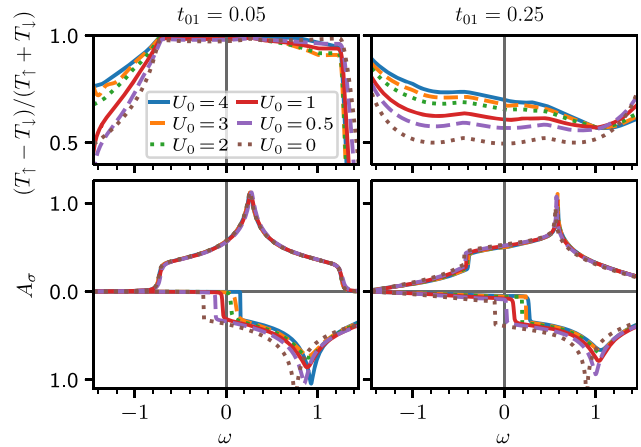 t₀₁ = 0.05 t₀₁ = 0.25
(T↑ − T↓)/(T↑ + T↓)
1.0
0.5
U₀ = 4 U₀ = 1
U₀ = 3 U₀ = 0.5
U₀ = 2 U₀ = 0
Aσ
1.0
0.0
1.0
−1 0 1 −1 0 1
ω ω